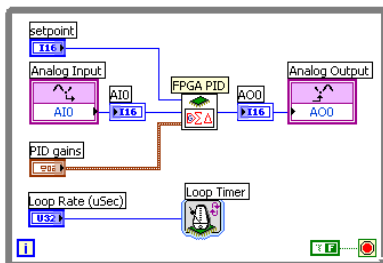 setpoint
I16
Analog Input
AI0
AI0
I16
FPGA PID
AO0
I16
Analog Output
AO0
PID gains
Loop Rate (uSec)
U32
Loop Timer
i
F